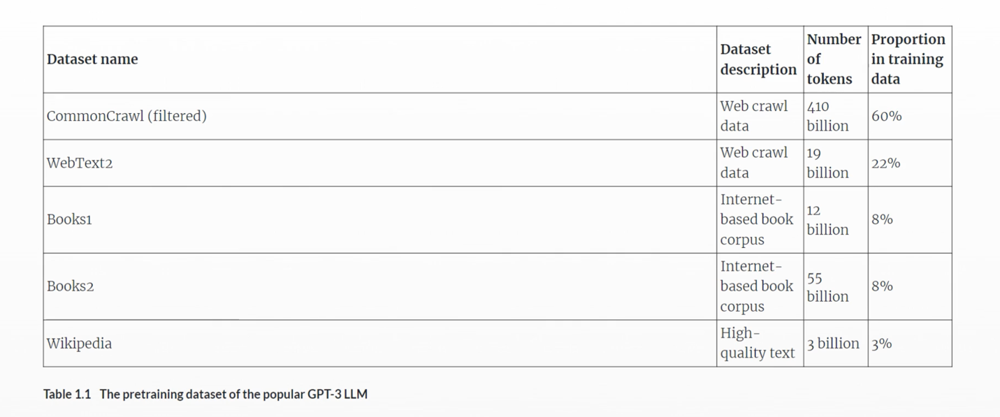 Dataset name
Dataset
description
Number
of
tokens
Proportion
in training
data
CommonCrawl (filtered)
Web crawl
data
410
billion
60%
WebText2
Web crawl
data
19
billion
22%
Books1
Internet-
based book
corpus
12
billion
8%
Books2
Internet-
based book
corpus
55
billion
8%
Wikipedia
High-
quality text
3 billion
3%
Table 1.1 The pretraining dataset of the popular GPT-3 LLM